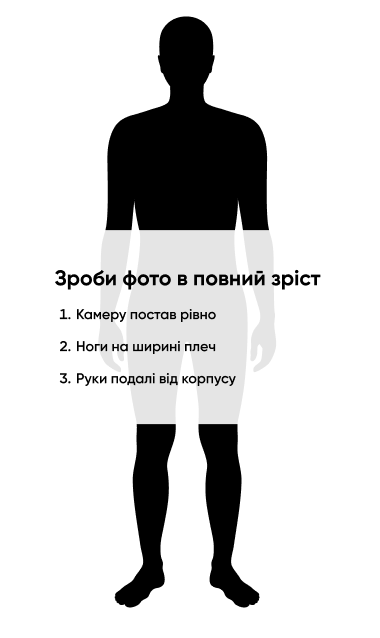 Зроби фото в повний зріст
1. Камеру постав рівно
2. Ноги на ширині плеч
3. Руки подалі від корпусу